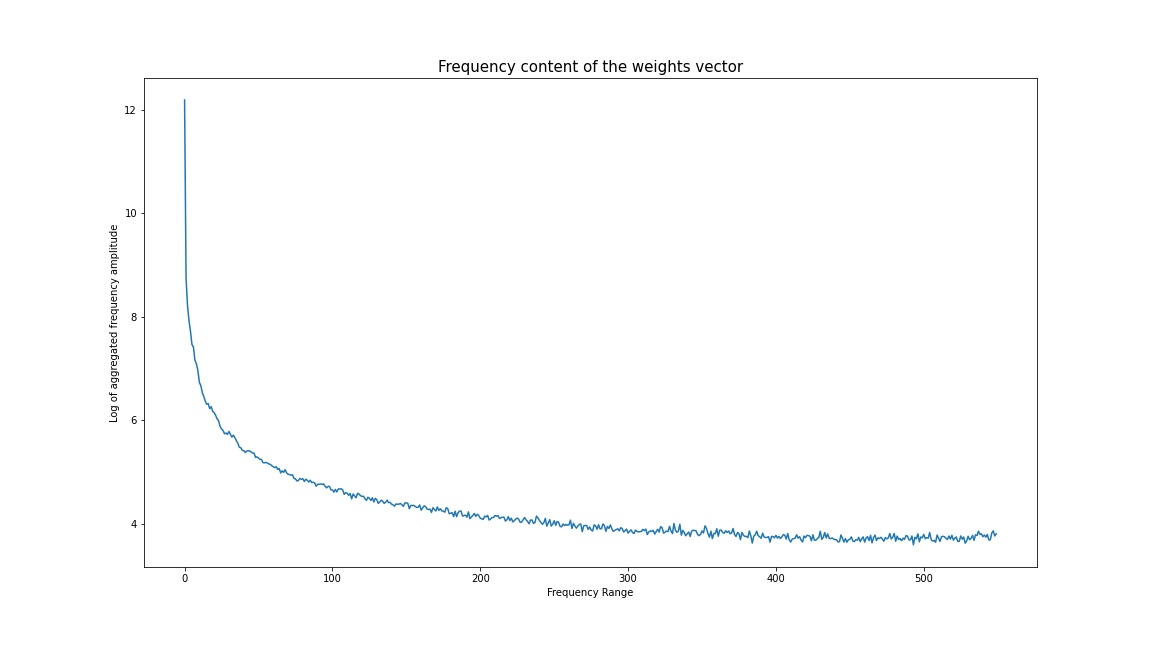 Frequency content of the weights vector
Log of aggregated frequency amplitude
12
10
8
6
4
0 100 200 300 400 500
Frequency Range